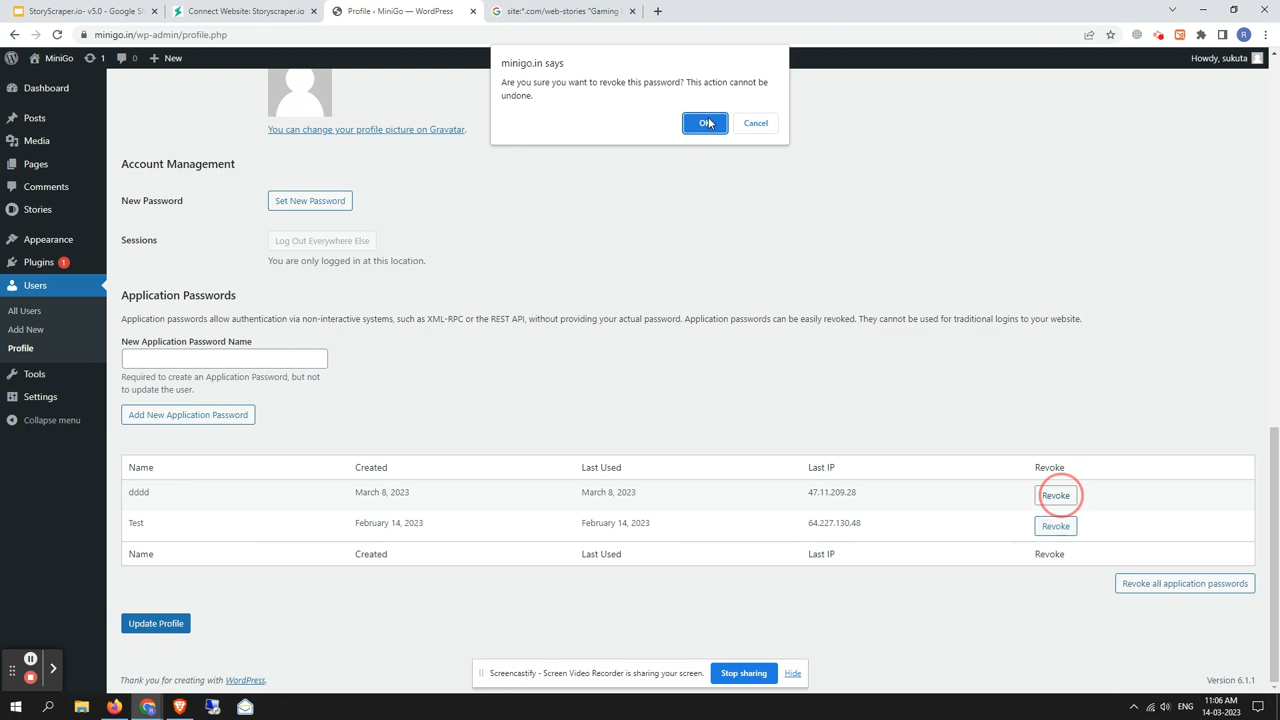 StoryScraper.io- v5.0 - Google Sl
Connect Website: Storyscraper.io
Profile ‹ MiniGo — WordPress
site:*.com/web-stories "Gaming
minigo.in/wp-admin/profile.php
R
MiniGo
1
0
New
Howdy, sukuta
minigo.in says
Are you sure you want to revoke this password? This action cannot be
undone.
OK
Cancel
Dashboard
Posts
Media
Pages
Comments
Stories
Appearance
Plugins 1
Users
All Users
Add New
Profile
Tools
Settings
Collapse menu
You can change your profile picture on Gravatar.
Account Management
New Password
Set New Password
Sessions
Log Out Everywhere Else
You are only logged in at this location.
Application Passwords
Application passwords allow authentication via non-interactive systems, such as XML-RPC or the REST API, without providing your actual password. Application passwords can be easily revoked. They cannot be used for traditional logins to your website.
New Application Password Name
Required to create an Application Password, but not
to update the user.
Add New Application Password
Name Created Last Used Last IP Revoke
dddd March 8, 2023 March 8, 2023 47.11.209.28 Revoke
Test February 14, 2023 February 14, 2023 64.227.130.48 Revoke
Name Created Last Used Last IP Revoke
Revoke all application passwords
Update Profile
Screencastify - Screen Video Recorder is sharing your screen.
Stop sharing
Hide
Thank you for creating with WordPress.
Version 6.1.1
ENG
11:06 AM
14-03-2023